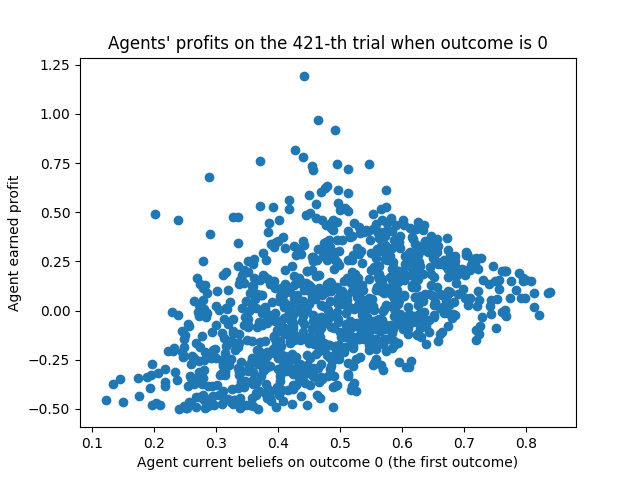 Agents' profits on the 421-th trial when outcome is 0
1.25
1.00
0.75
0.50
0.25
0.00
−0.25
−0.50
Agent earned profit
0.1 0.2 0.3 0.4 0.5 0.6 0.7 0.8
Agent current beliefs on outcome 0 (the first outcome)